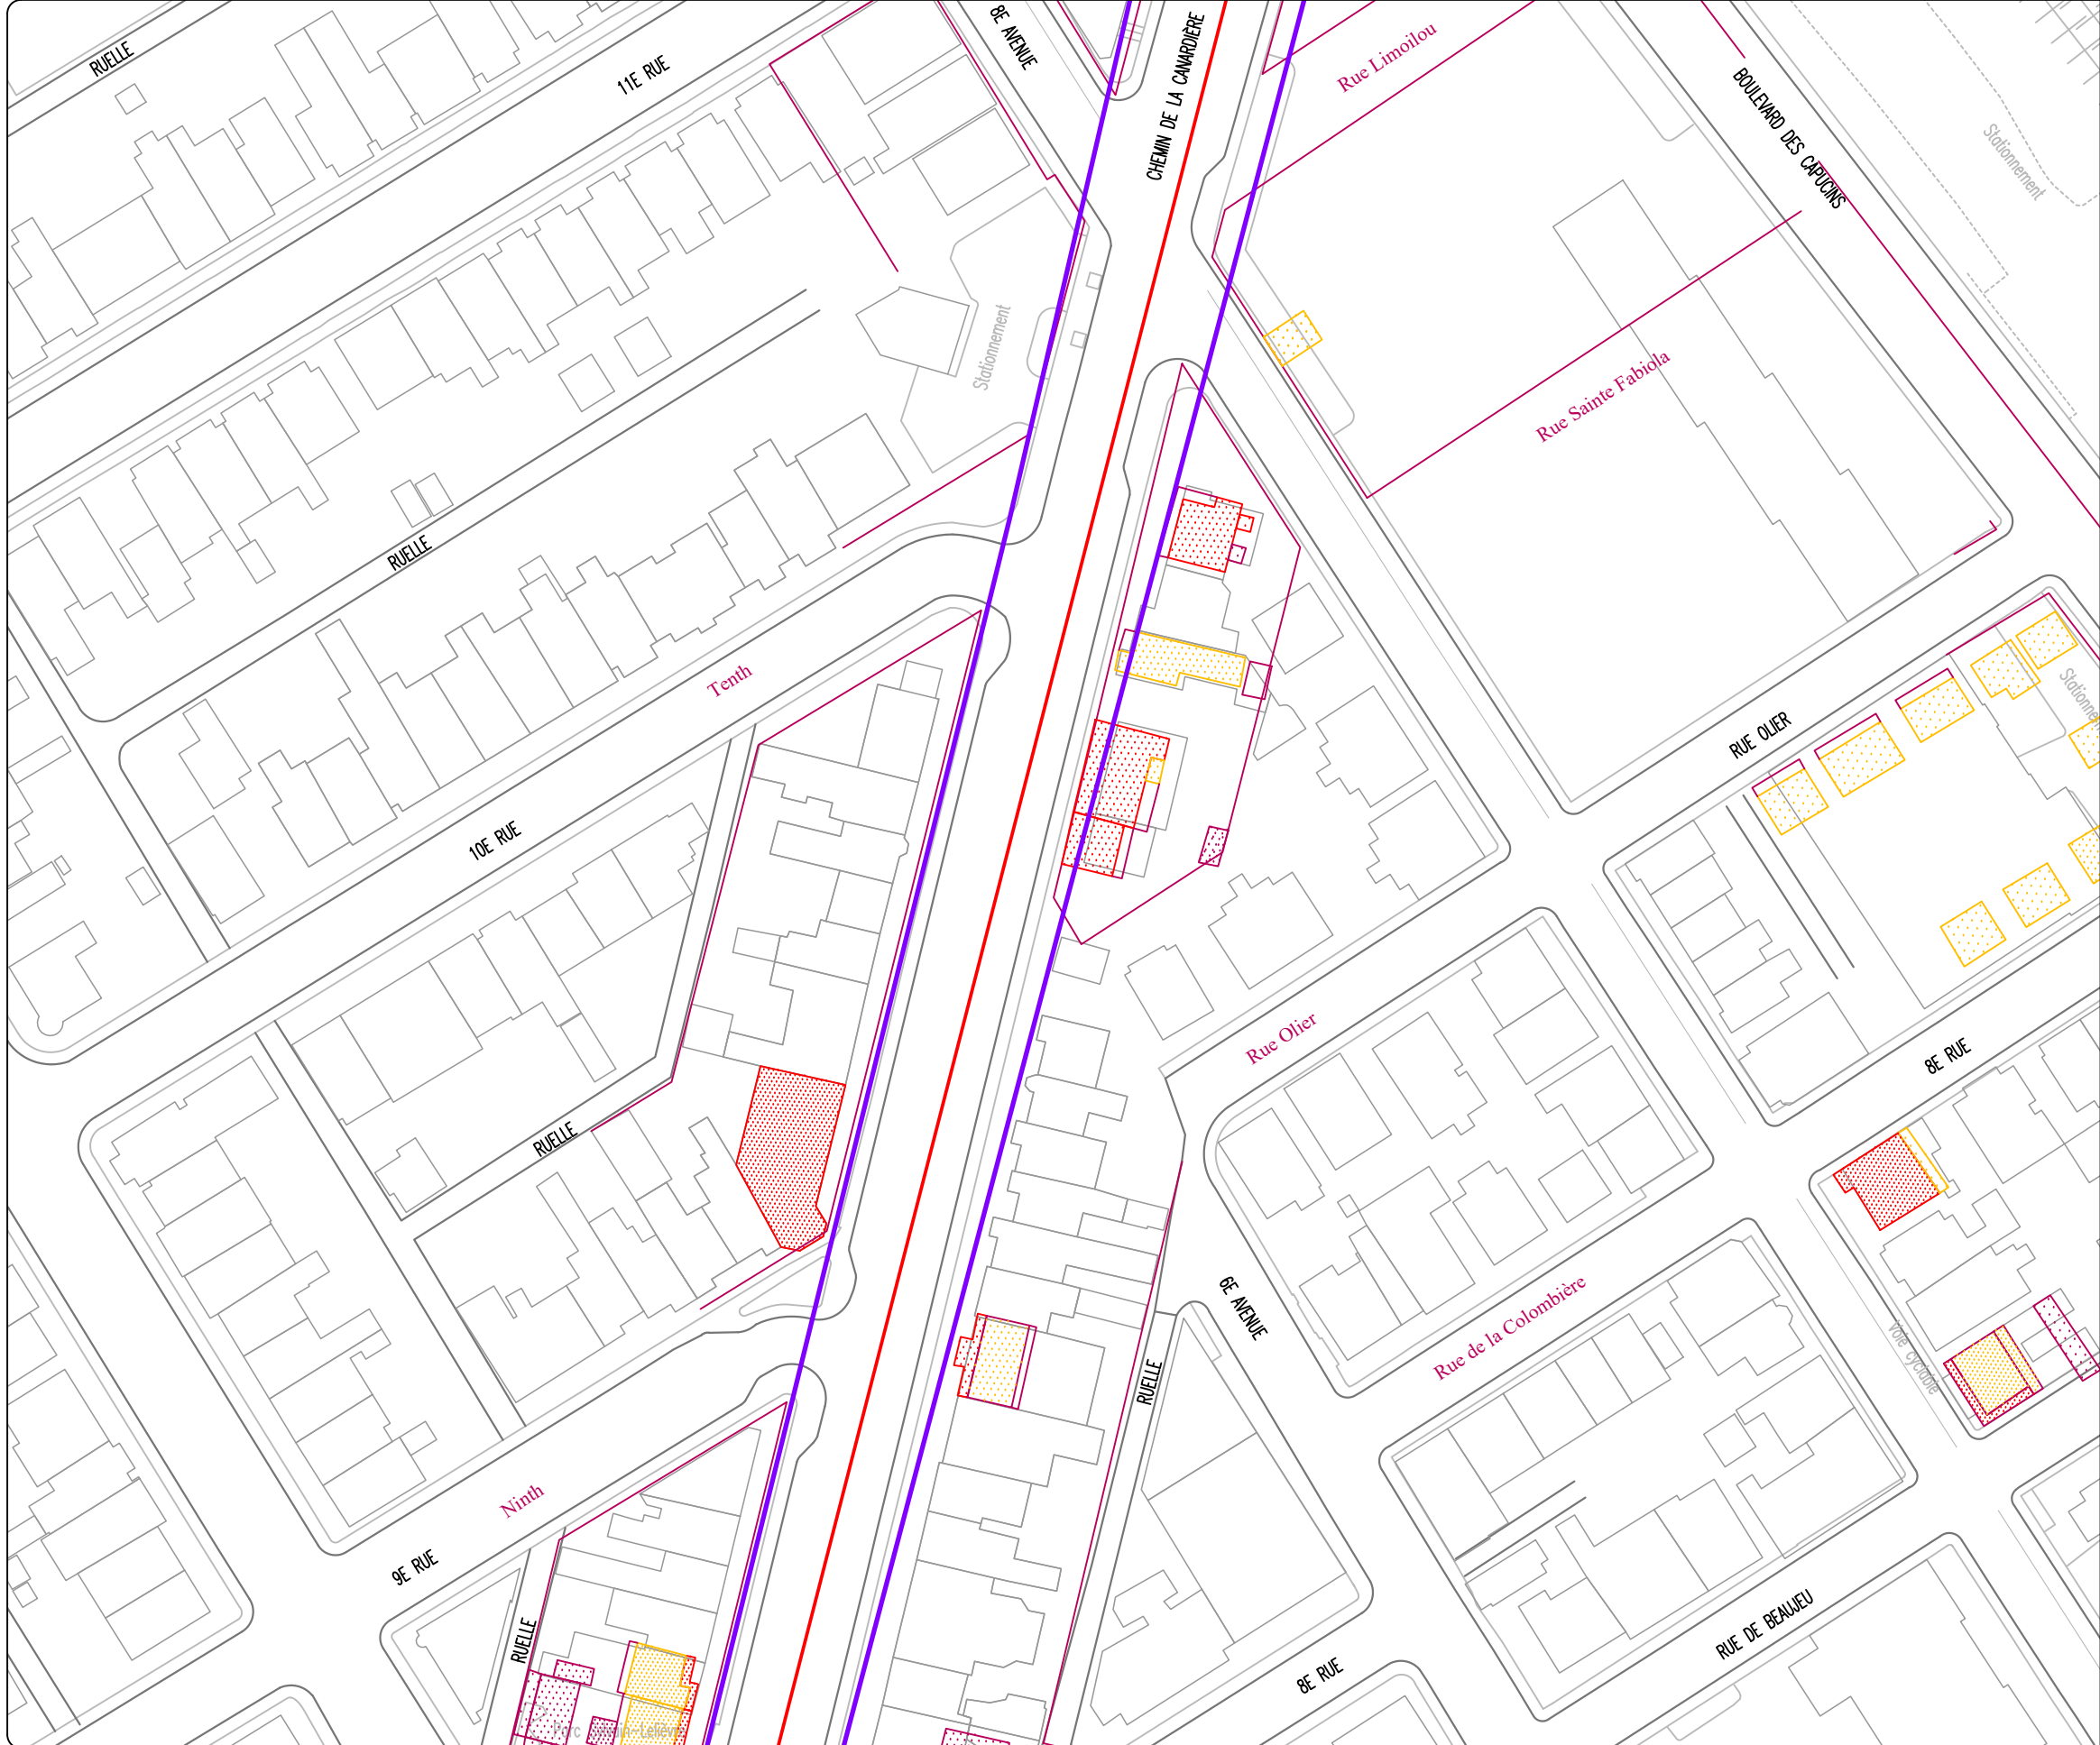 RUELLE
11E RUE
8E AVENUE
CHEMIN DE LA CANARDIÈRE
Rue Limoilou
BOULEVARD DES CAPUCINS
Stationnement
Stationnement
Rue Sainte Fabiola
RUELLE
Tenth
10E RUE
RUE OLIER
RUELLE
Rue Olier
8E RUE
6E AVENUE
Rue de la Colombière
Voie cyclable
RUELLE
Ninth
9E RUE
RUELLE
8E RUE
RUE DE BEAUJEU
Parc